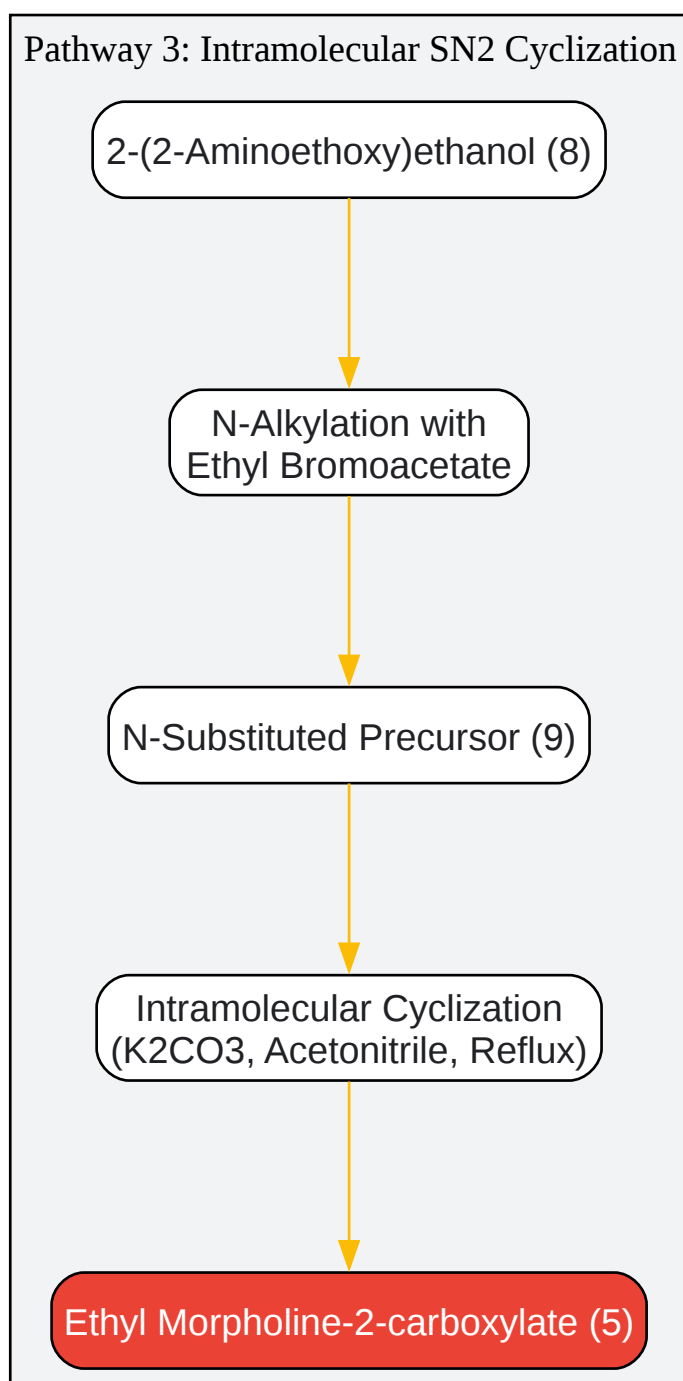 Pathway 3: Intramolecular SN2 Cyclization
2-(2-Aminoethoxy)ethanol (8)
N-Alkylation with
Ethyl Bromoacetate
N-Substituted Precursor (9)
Intramolecular Cyclization
(K2CO3, Acetonitrile, Reflux)
Ethyl Morpholine-2-carboxylate (5)